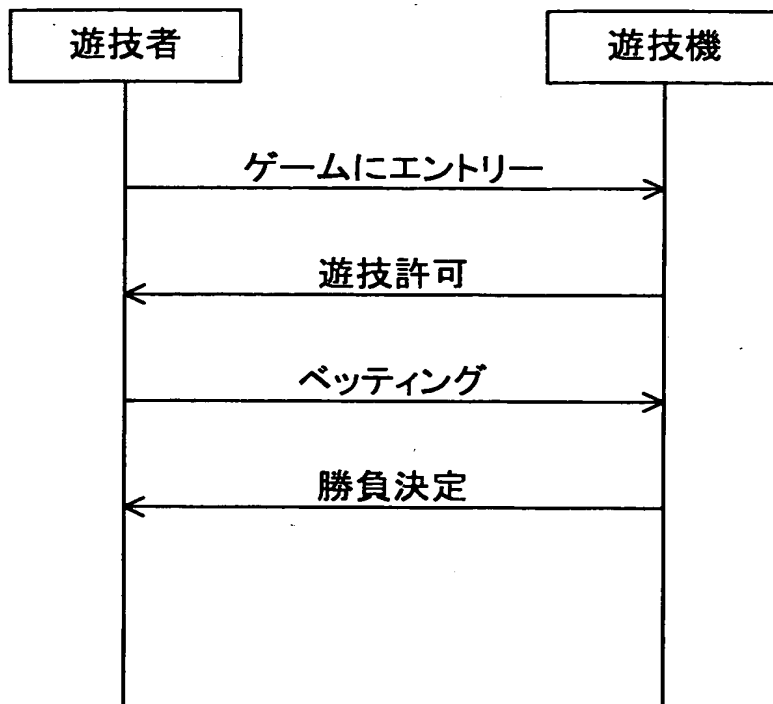 遊技者
遊技機
ゲームにエントリー
遊技許可
ベッティング
勝負決定